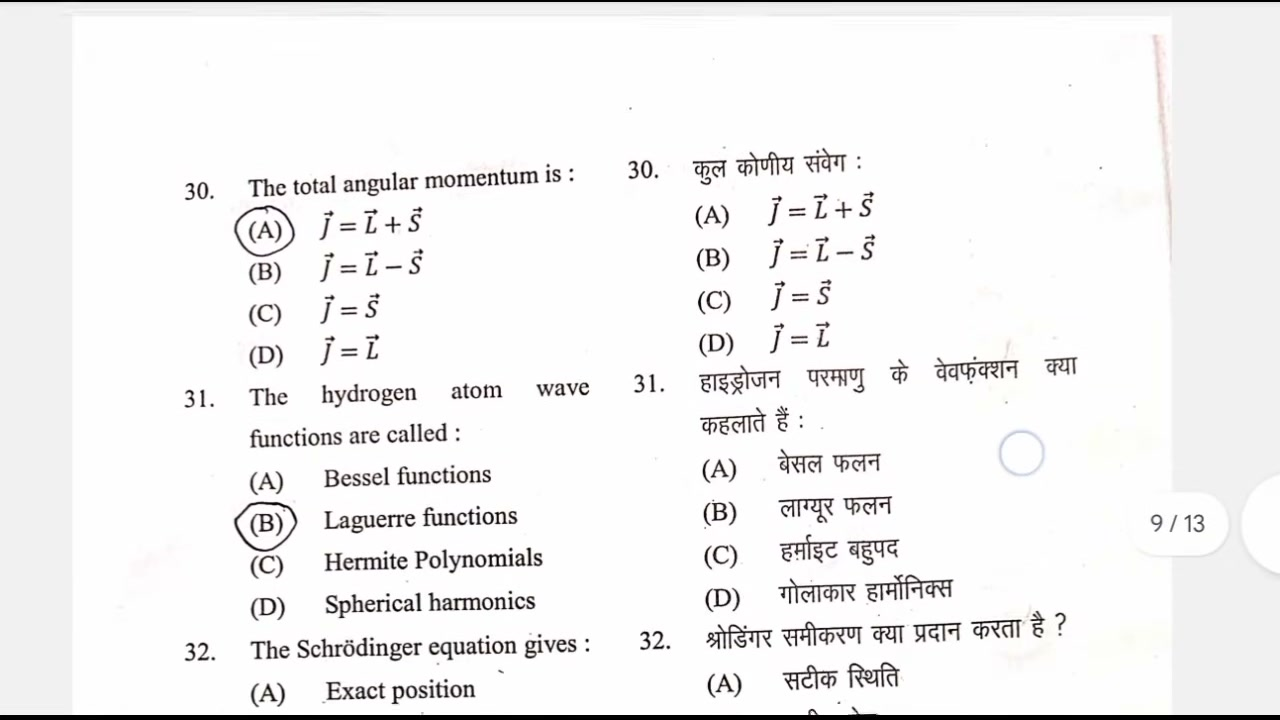 30. The total angular momentum is :
(A) J⃗ = L⃗ + S⃗
(B) J⃗ = L⃗ – S⃗
(C) J⃗ = S⃗
(D) J⃗ = L⃗
31. The hydrogen atom wave
functions are called :
(A) Bessel functions
(B) Laguerre functions
(C) Hermite Polynomials
(D) Spherical harmonics
32. The Schrödinger equation gives :
(A) Exact position
30. कुल कोणीय संवेग :
(A) J⃗ = L⃗ + S⃗
(B) J⃗ = L⃗ – S⃗
(C) J⃗ = S⃗
(D) J⃗ = L⃗
31. हाइड्रोजन परमाणु के वेवफ़ंक्शन क्या
कहलाते हैं :
(A) बेसल फलन
(B) लाग्यूर फलन
(C) हर्माइट बहुपद
(D) गोलाकार हार्मोनिक्स
32. श्रोडिंगर समीकरण क्या प्रदान करता है ?
(A) सटीक स्थिति
9 / 13